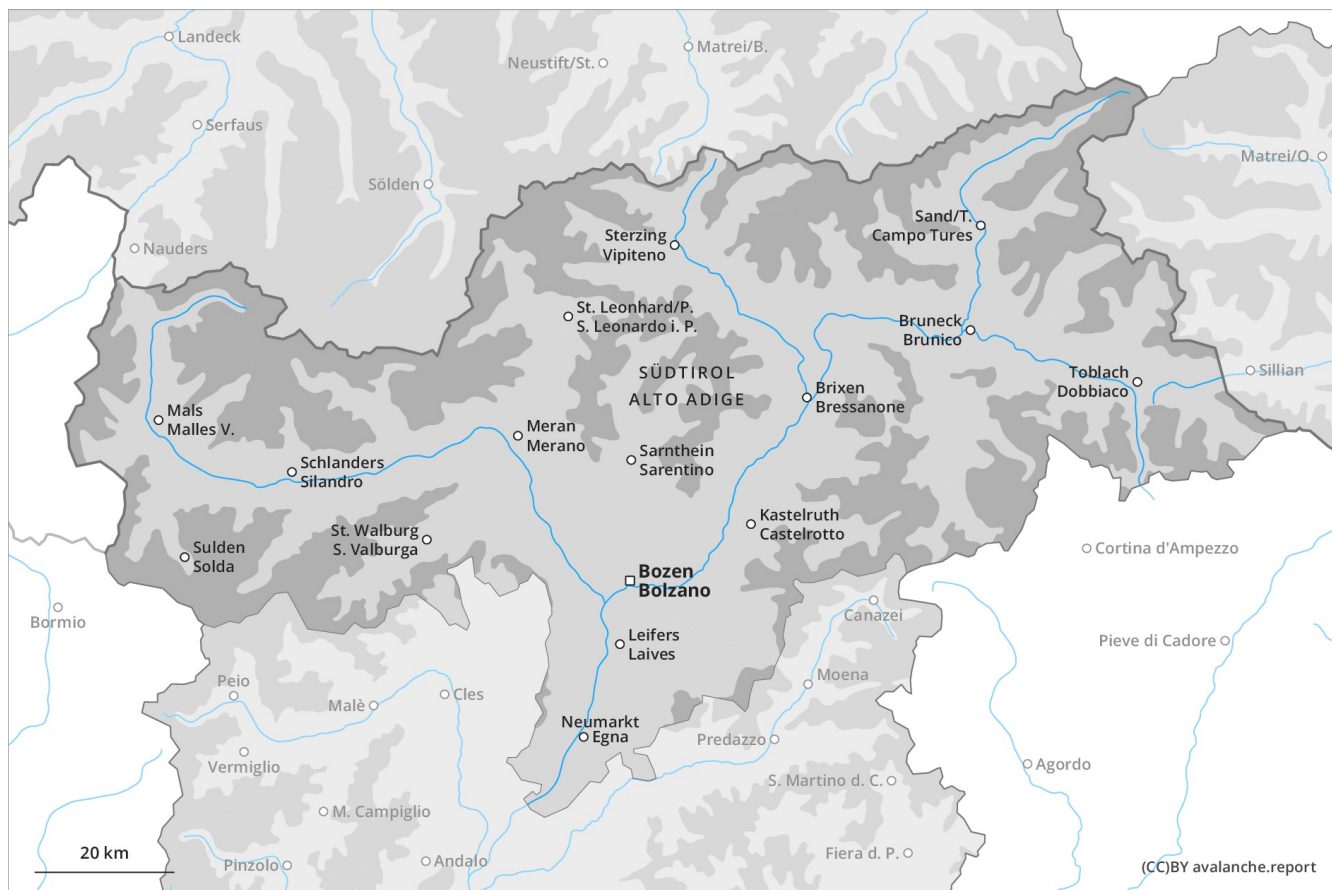 Landeck
Matrei/B.
Neustift/St.
Serfaus
Matrei/O.
Sölden
Sand/T.
Campo Tures
Sterzing
Vipiteno
Nauders
St. Leonhard/P.
S. Leonardo i. P.
Bruneck
Brunico
SÜDTIROL
ALTO ADIGE
Toblach
Dobbiaco
Sillian
Brixen
Bressanone
Mals
Malles V.
Meran
Merano
Schlanders
Silandro
Sarnthein
Sarentino
Kastelruth
Castelrotto
St. Walburg
S. Valburga
Sulden
Solda
Cortina d'Ampezzo
Bozen
Bolzano
Bormio
Canazei
Leifers
Laives
Pieve di Cadore
Moena
Peio
Malè
Cles
Neumarkt
Egna
Predazzo
Vermiglio
Agordo
S. Martino d. C.
M. Campiglio
20 km
Pinzolo
Andalo
Fiera d. P.
(CC)BY avalanche.report